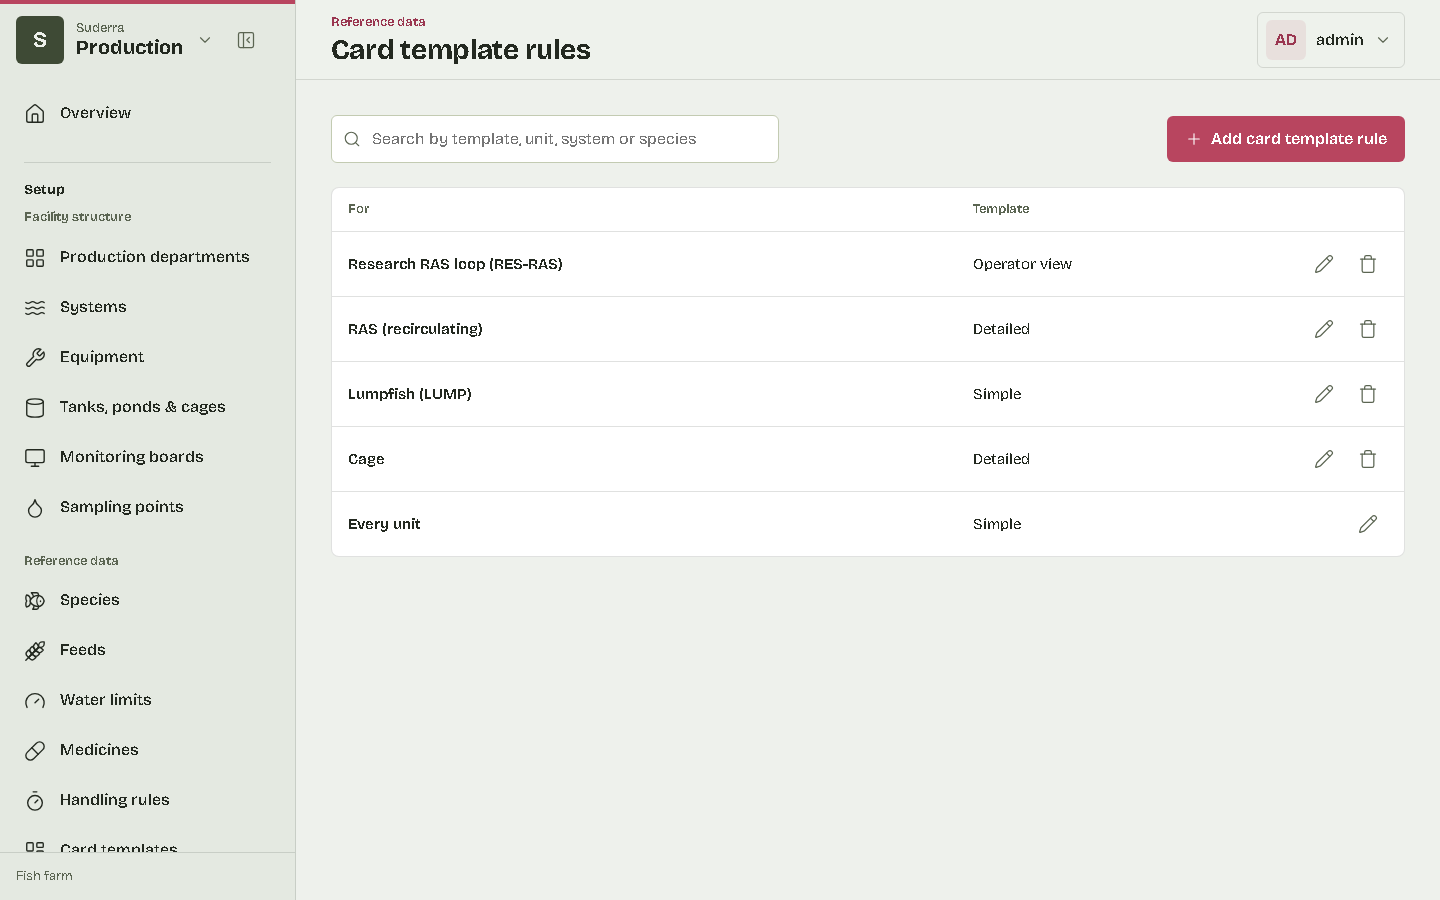 S
Suderra
Production
Overview
Setup
Facility structure
Production departments
Systems
Equipment
Tanks, ponds & cages
Monitoring boards
Sampling points
Reference data
Species
Feeds
Water limits
Medicines
Handling rules
Card templates
Fish farm
Reference data
Card template rules
AD admin
Search by template, unit, system or species
Add card template rule
For Template
Research RAS loop (RES-RAS) Operator view
RAS (recirculating) Detailed
Lumpfish (LUMP) Simple
Cage Detailed
Every unit Simple